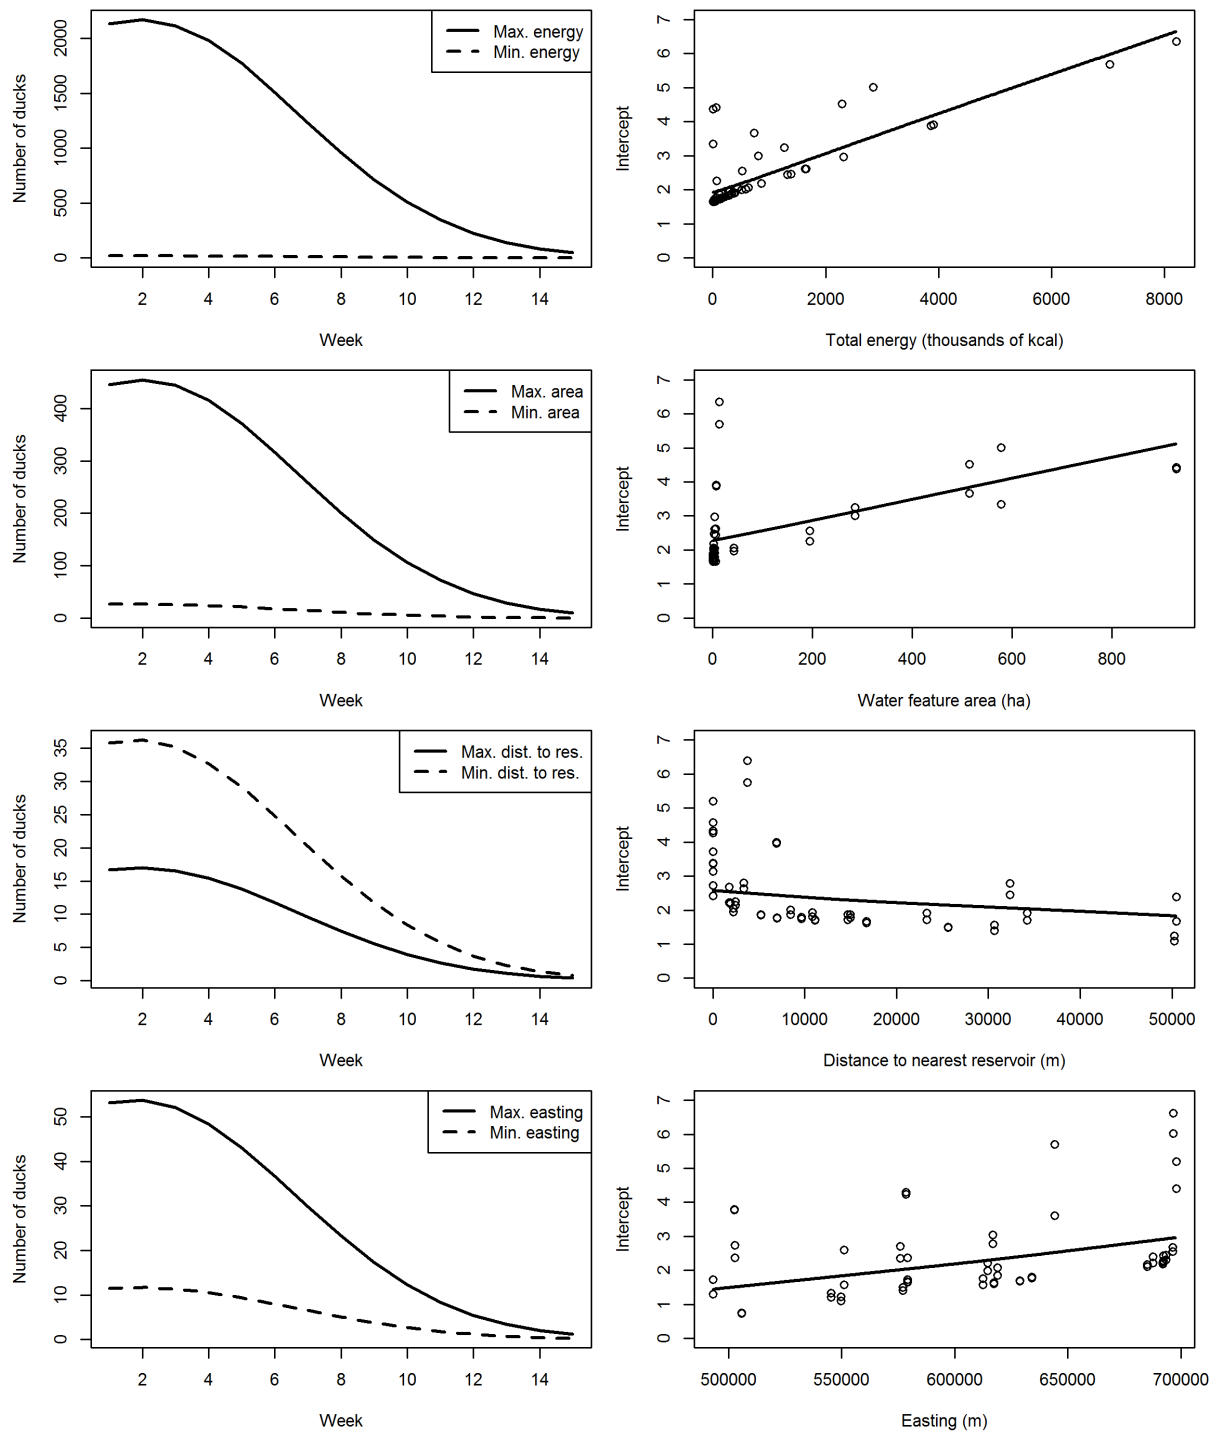 Max. energy
Min. energy
Number of ducks
0
500
1000
1500
2000
2 4 6 8 10 12 14
Week
Intercept
0 1 2 3 4 5 6 7
0 2000 4000 6000 8000
Total energy (thousands of kcal)
Max. area
Min. area
Number of ducks
0 100 200 300 400
2 4 6 8 10 12 14
Week
Intercept
0 1 2 3 4 5 6 7
0 200 400 600 800
Water feature area (ha)
Max. dist. to res.
Min. dist. to res.
Number of ducks
0 5 10 15 20 25 30 35
2 4 6 8 10 12 14
Week
Intercept
0 1 2 3 4 5 6 7
0 10000 20000 30000 40000 50000
Distance to nearest reservoir (m)
Max. easting
Min. easting
Number of ducks
0 10 20 30 40 50
2 4 6 8 10 12 14
Week
Intercept
0 1 2 3 4 5 6 7
500000 550000 600000 650000 700000
Easting (m)